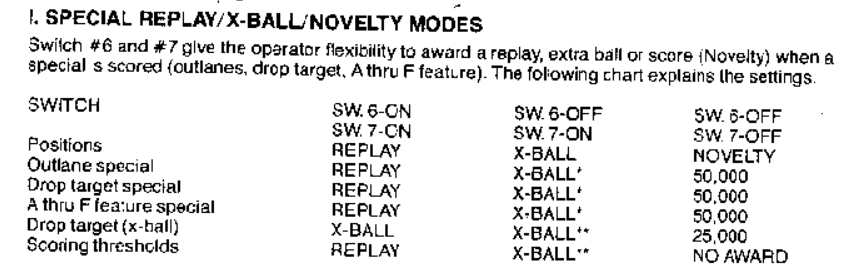 I. SPECIAL REPLAY/X-BALL/NOVELTY MODES
Switch #6 and #7 give the operator flexibility to award a replay, extra ball or score (Novelty) when a
special s scored (outlanes, drop target, A thru F feature). The following chart explains the settings.
SWITCH SW. 6-ON SW. 6-OFF SW. 6-OFF
SW. 7-ON SW. 7-ON SW. 7-OFF
Positions REPLAY X-BALL NOVELTY
Outlane special REPLAY X-BALL* 50,000
Drop target special REPLAY X-BALL* 50,000
A thru F feature special REPLAY X-BALL* 50,000
Drop target (x-ball) X-BALL X-BALL** 25,000
Scoring thresholds REPLAY X-BALL** NO AWARD